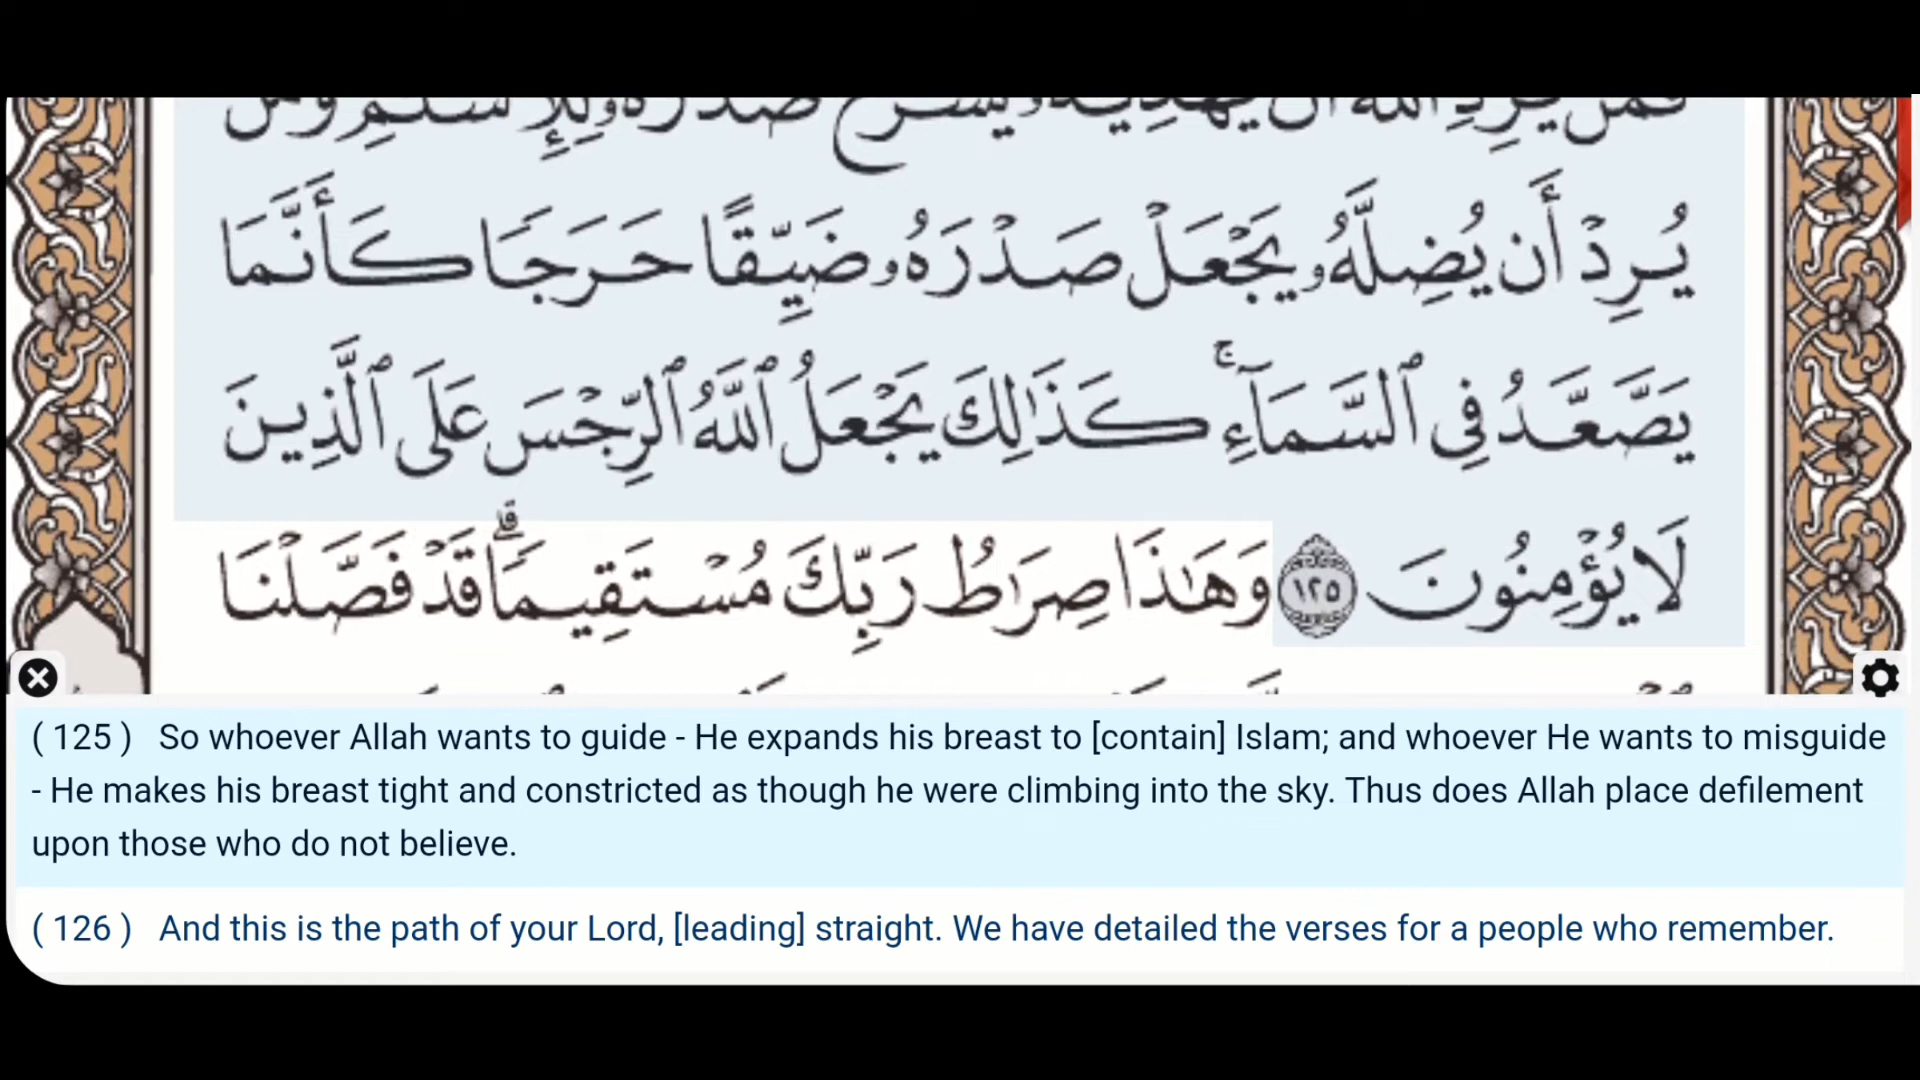 فَمَن يُرِدِ ٱللَّهُ أَن يَهْدِيَهُۥ يَشْرَحْ صَدْرَهُۥ لِلْإِسْلَٰمِ وَمَن
يُرِدْ أَن يُضِلَّهُۥ يَجْعَلْ صَدْرَهُۥ ضَيِّقًا حَرَجًا كَأَنَّمَا
يَصَّعَّدُ فِى ٱلسَّمَآءِ ۚ كَذَٰلِكَ يَجْعَلُ ٱللَّهُ ٱلرِّجْسَ عَلَى ٱلَّذِينَ
لَا يُؤْمِنُونَ ١٢٥ وَهَٰذَا صِرَٰطُ رَبِّكَ مُسْتَقِيمًا ۗ قَدْ فَصَّلْنَا
( 125 ) So whoever Allah wants to guide - He expands his breast to [contain] Islam; and whoever He wants to misguide
- He makes his breast tight and constricted as though he were climbing into the sky. Thus does Allah place defilement
upon those who do not believe.
( 126 ) And this is the path of your Lord, [leading] straight. We have detailed the verses for a people who remember.